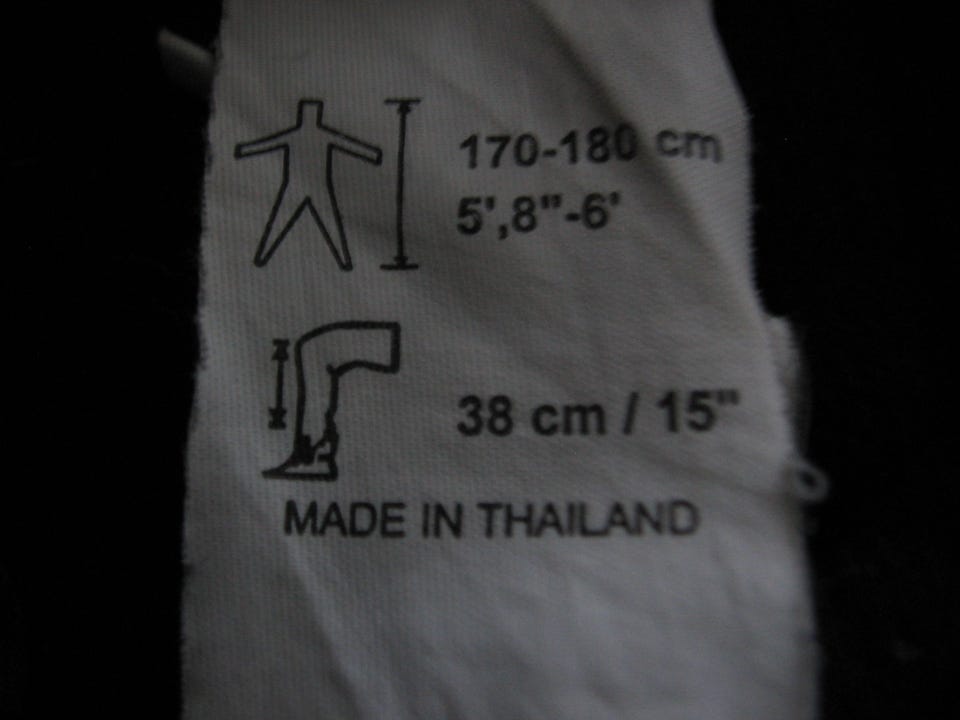 170-180 cm
5',8"-6'
38 cm / 15"
MADE IN THAILAND